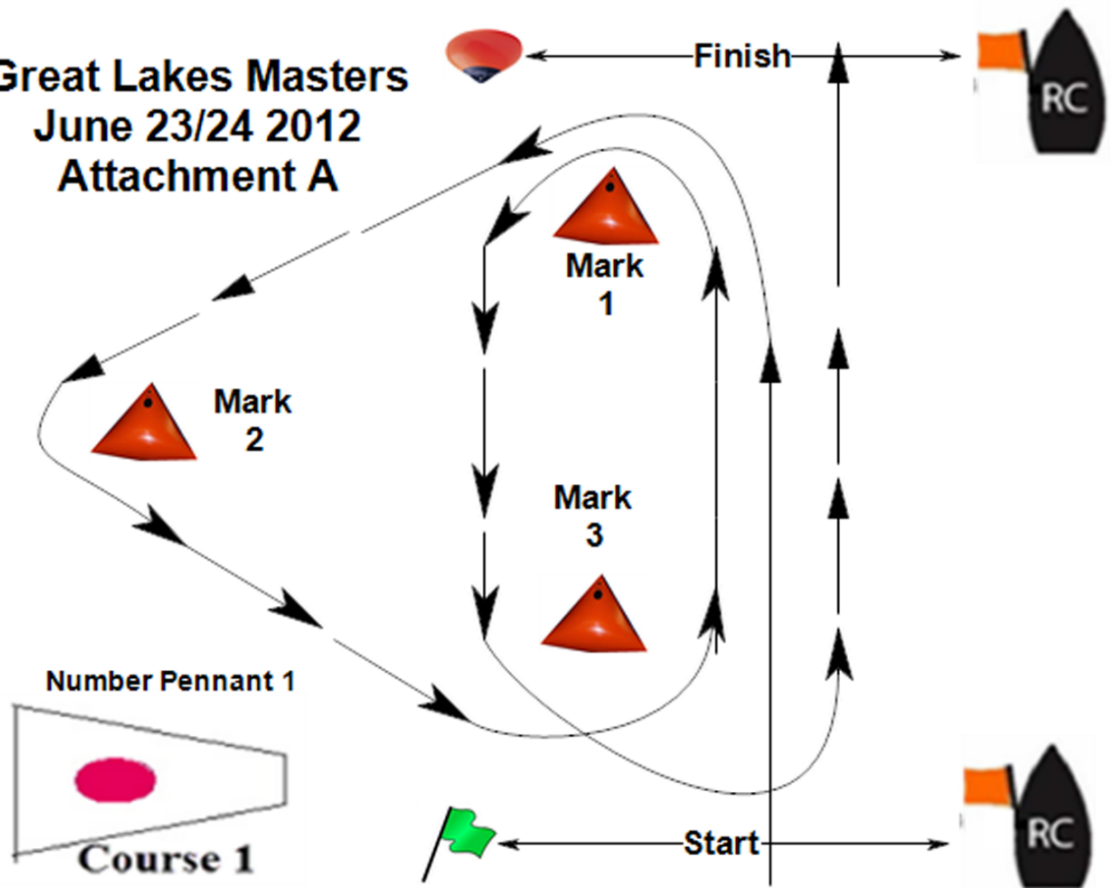 Great Lakes Masters
June 23/24 2012
Attachment A
Finish
RC
Mark
1
Mark
2
Mark
3
Number Pennant 1
Course 1
Start
RC